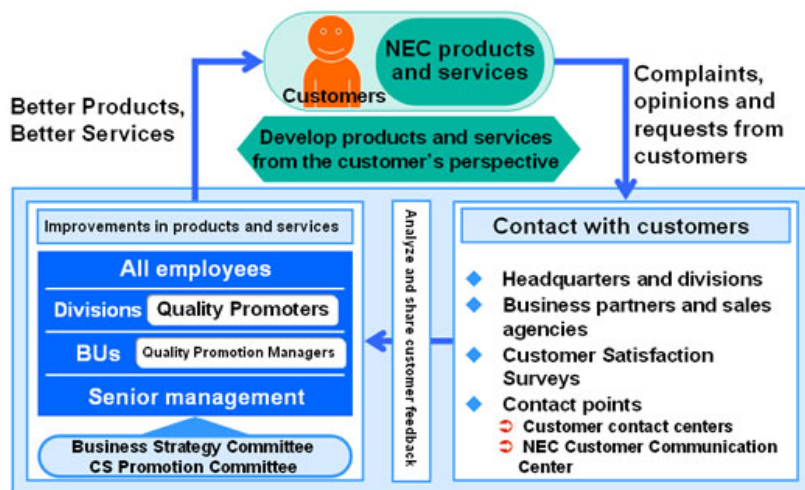 NEC products
and services
Customers
Better Products,
Better Services
Complaints,
opinions and
requests from
customers
Develop products and services
from the customer's perspective
Improvements in products and services
All employees
Divisions Quality Promoters
BUs Quality Promotion Managers
Senior management
Business Strategy Committee
CS Promotion Committee
Analyze and share customer feedback
Contact with customers
Headquarters and divisions
Business partners and sales
agencies
Customer Satisfaction
Surveys
Contact points
Customer contact centers
NEC Customer Communication
Center